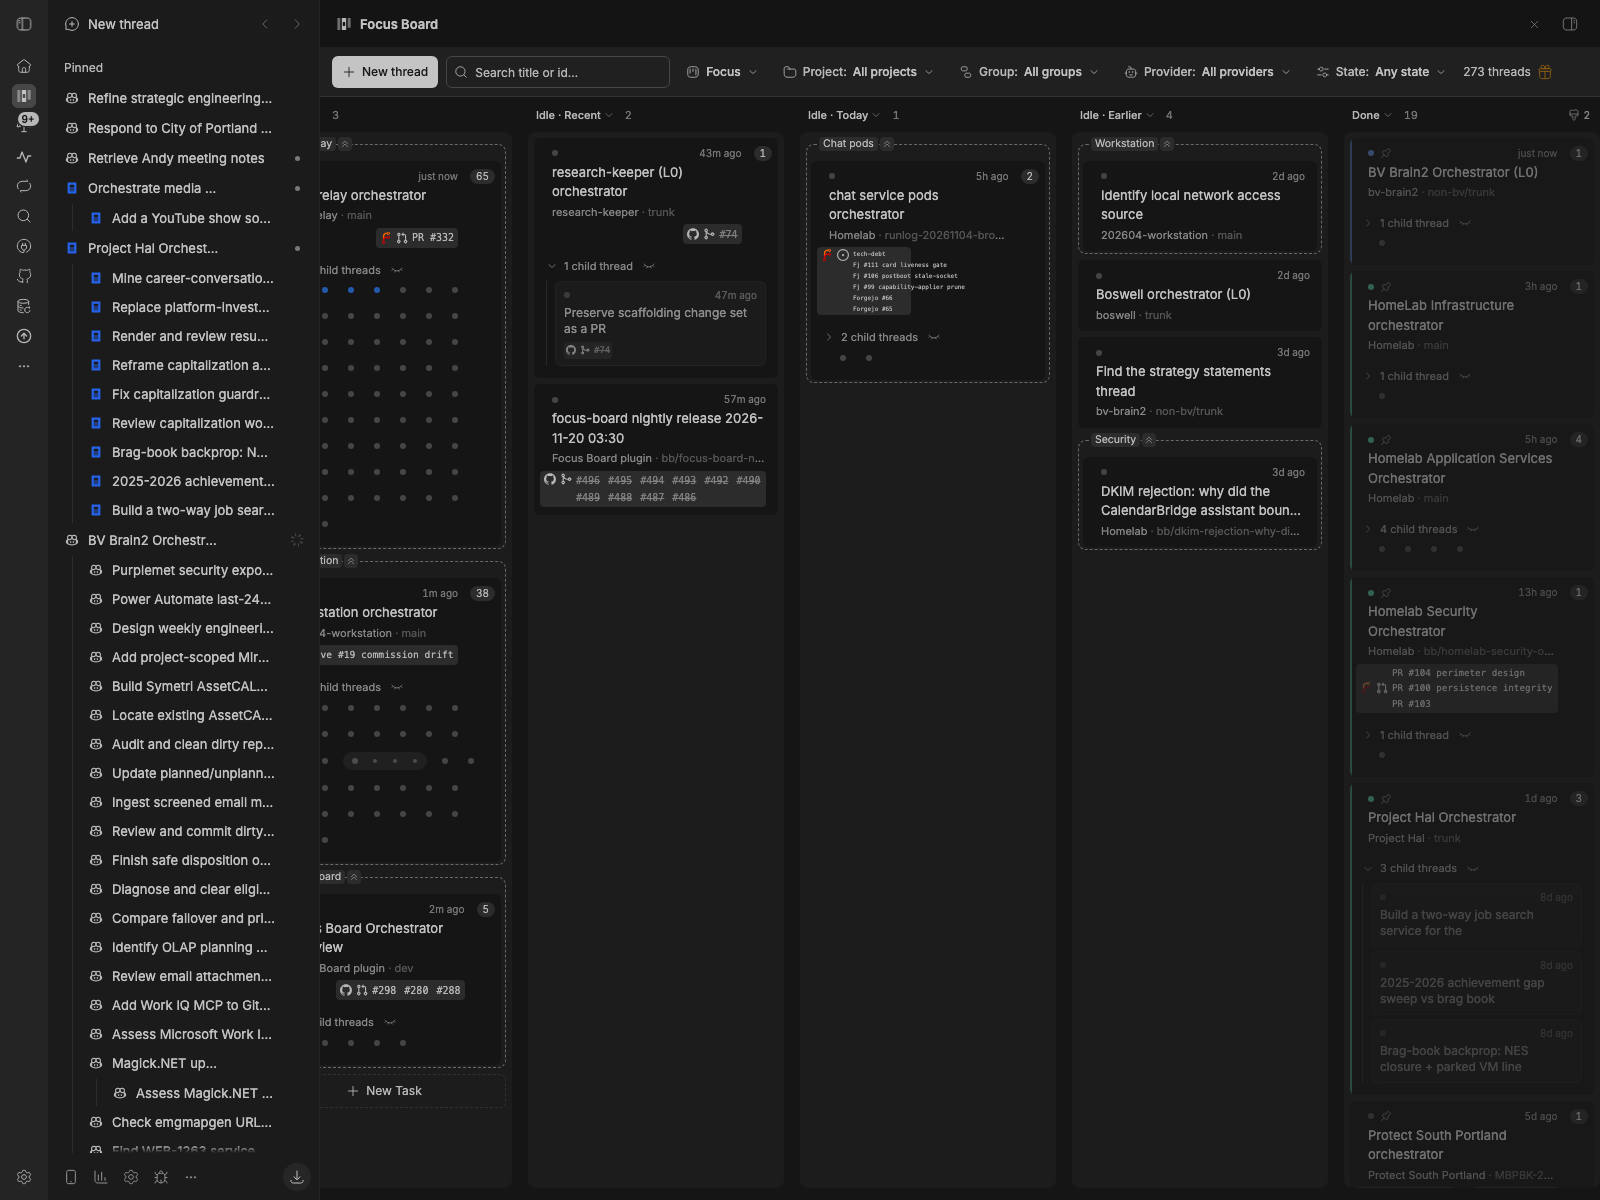 New thread
Pinned
Refine strategic engineering...
Respond to City of Portland ...
Retrieve Andy meeting notes
Orchestrate media ...
Add a YouTube show so...
Project Hal Orchest...
Mine career-conversatio...
Replace platform-invest...
Render and review resu...
Reframe capitalization a...
Fix capitalization guardr...
Review capitalization wo...
Brag-book backprop: N...
2025-2026 achievement...
Build a two-way job sear...
BV Brain2 Orchestr...
Purplemet security expo...
Power Automate last-24...
Design weekly engineeri...
Add project-scoped Mir...
Build Symetri AssetCAL...
Locate existing AssetCA...
Audit and clean dirty rep...
Update planned/unplann...
Ingest screened email m...
Review and commit dirty...
Finish safe disposition o...
Diagnose and clear eligi...
Compare failover and pri...
Identify OLAP planning ...
Review email attachmen...
Add Work IQ MCP to Git...
Assess Microsoft Work I...
Magick.NET up...
Assess Magick.NET ...
Check emgmapgen URL...
Find WEB-1263 service
9+
Focus Board
New thread
Search title or id...
Focus
Project: All projects
Group: All groups
Provider: All providers
State: Any state
273 threads
3
ay
just now 65
relay orchestrator
elay · main
PR #332
hild threads
tion
1m ago 38
station orchestrator
4-workstation · main
ve #19 commission drift
hild threads
oard
2m ago 5
s Board Orchestrator
iew
Board plugin · dev
#298 #280 #288
ild threads
New Task
Idle · Recent 2
43m ago 1
research-keeper (L0)
orchestrator
research-keeper · trunk
#74
1 child thread
47m ago
Preserve scaffolding change set
as a PR
#74
57m ago
focus-board nightly release 2026-
11-20 03:30
Focus Board plugin · bb/focus-board-n...
#496 #495 #494 #493 #492 #490
#489 #488 #487 #486
Idle · Today 1
Chat pods
5h ago 2
chat service pods
orchestrator
Homelab · runlog-20261104-bro...
tech-debt
Fj #111 card liveness gate
Fj #106 postboot stale-socket
Fj #99 capability-applier prune
Forgejo #66
Forgejo #65
2 child threads
Idle · Earlier 4
Workstation
2d ago
Identify local network access
source
202604-workstation · main
2d ago
Boswell orchestrator (L0)
boswell · trunk
3d ago
Find the strategy statements
thread
bv-brain2 · non-bv/trunk
Security
3d ago
DKIM rejection: why did the
CalendarBridge assistant boun...
Homelab · bb/dkim-rejection-why-di...
Done 19
2
just now 1
BV Brain2 Orchestrator (L0)
bv-brain2 · non-bv/trunk
1 child thread
3h ago 1
HomeLab Infrastructure
orchestrator
Homelab · main
1 child thread
5h ago 4
Homelab Application Services
Orchestrator
Homelab · main
4 child threads
13h ago 1
Homelab Security
Orchestrator
Homelab · bb/homelab-security-o...
PR #104 perimeter design
PR #100 persistence integrity
PR #103
1 child thread
1d ago 3
Project Hal Orchestrator
Project Hal · trunk
3 child threads
8d ago
Build a two-way job search
service for the
8d ago
2025-2026 achievement gap
sweep vs brag book
8d ago
Brag-book backprop: NES
closure + parked VM line
5d ago 1
Protect South Portland
orchestrator
Protect South Portland · MBPBK-2...